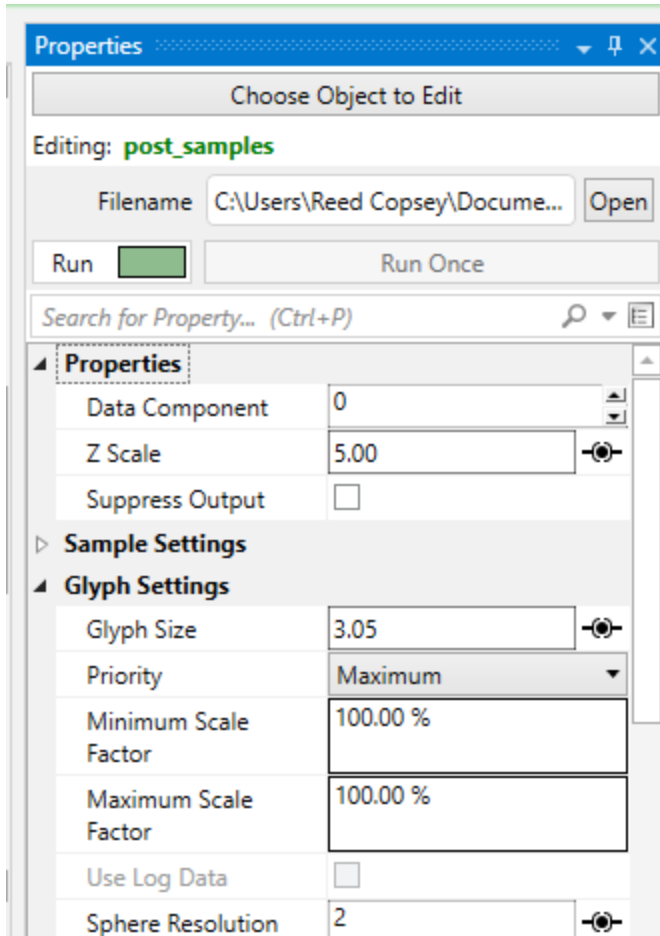 Properties
Choose Object to Edit
Editing: post_samples
Filename C:\Users\Reed Copsey\Docume... Open
Run Run Once
Search for Property... (Ctrl+P)
Properties
Data Component 0
Z Scale 5.00
Suppress Output
Sample Settings
Glyph Settings
Glyph Size 3.05
Priority Maximum
Minimum Scale 100.00 %
Factor
Maximum Scale 100.00 %
Factor
Use Log Data
Sphere Resolution 2